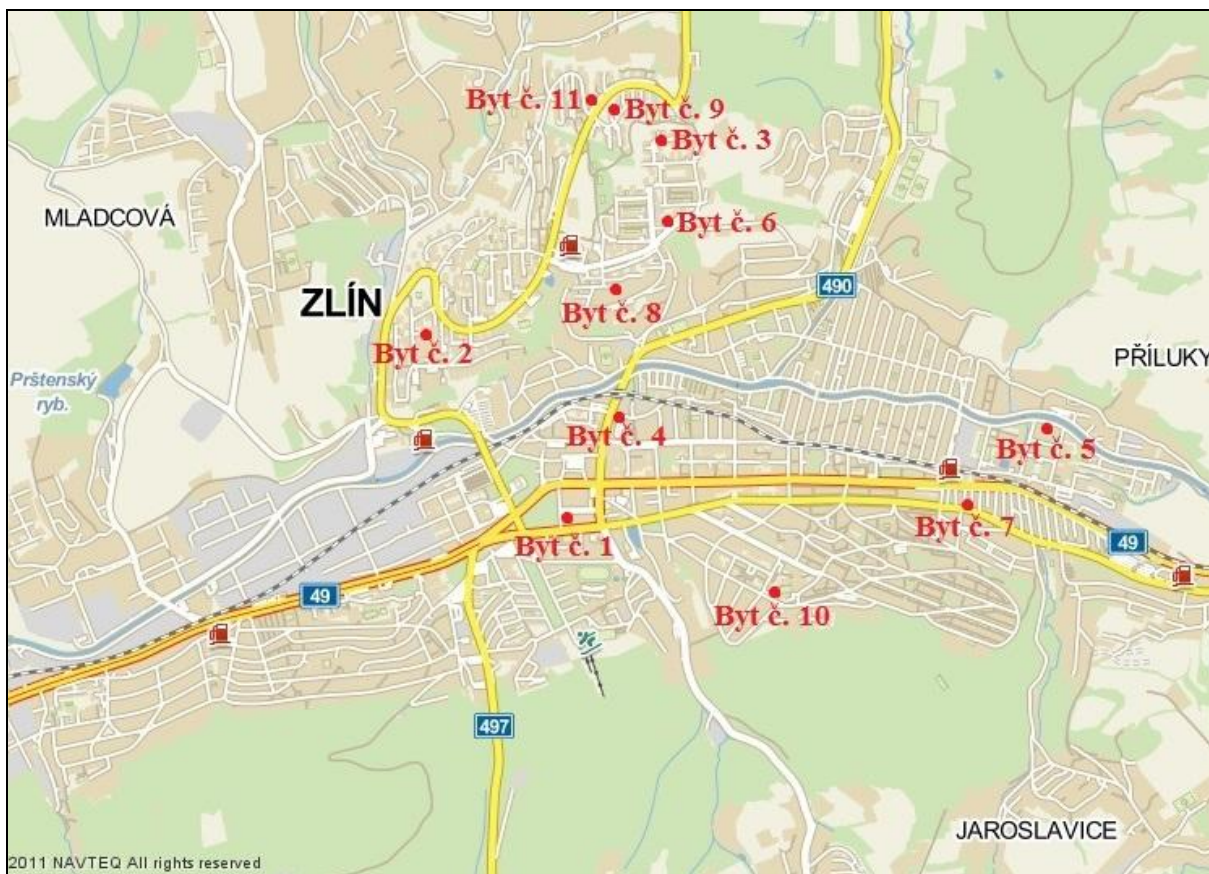 Byt č. 11
Byt č. 9
Byt č. 3
MLADCOVÁ
Byt č. 6
490
ZLÍN
Byt č. 8
Byt č. 2
PŘÍLUKY
Prštenský
ryb.
Byt č. 4
Byt č. 5
Byt č. 7
Byt č. 1
49
49
Byt č. 10
497
JAROSLAVICE
2011 NAVTEQ All rights reserved